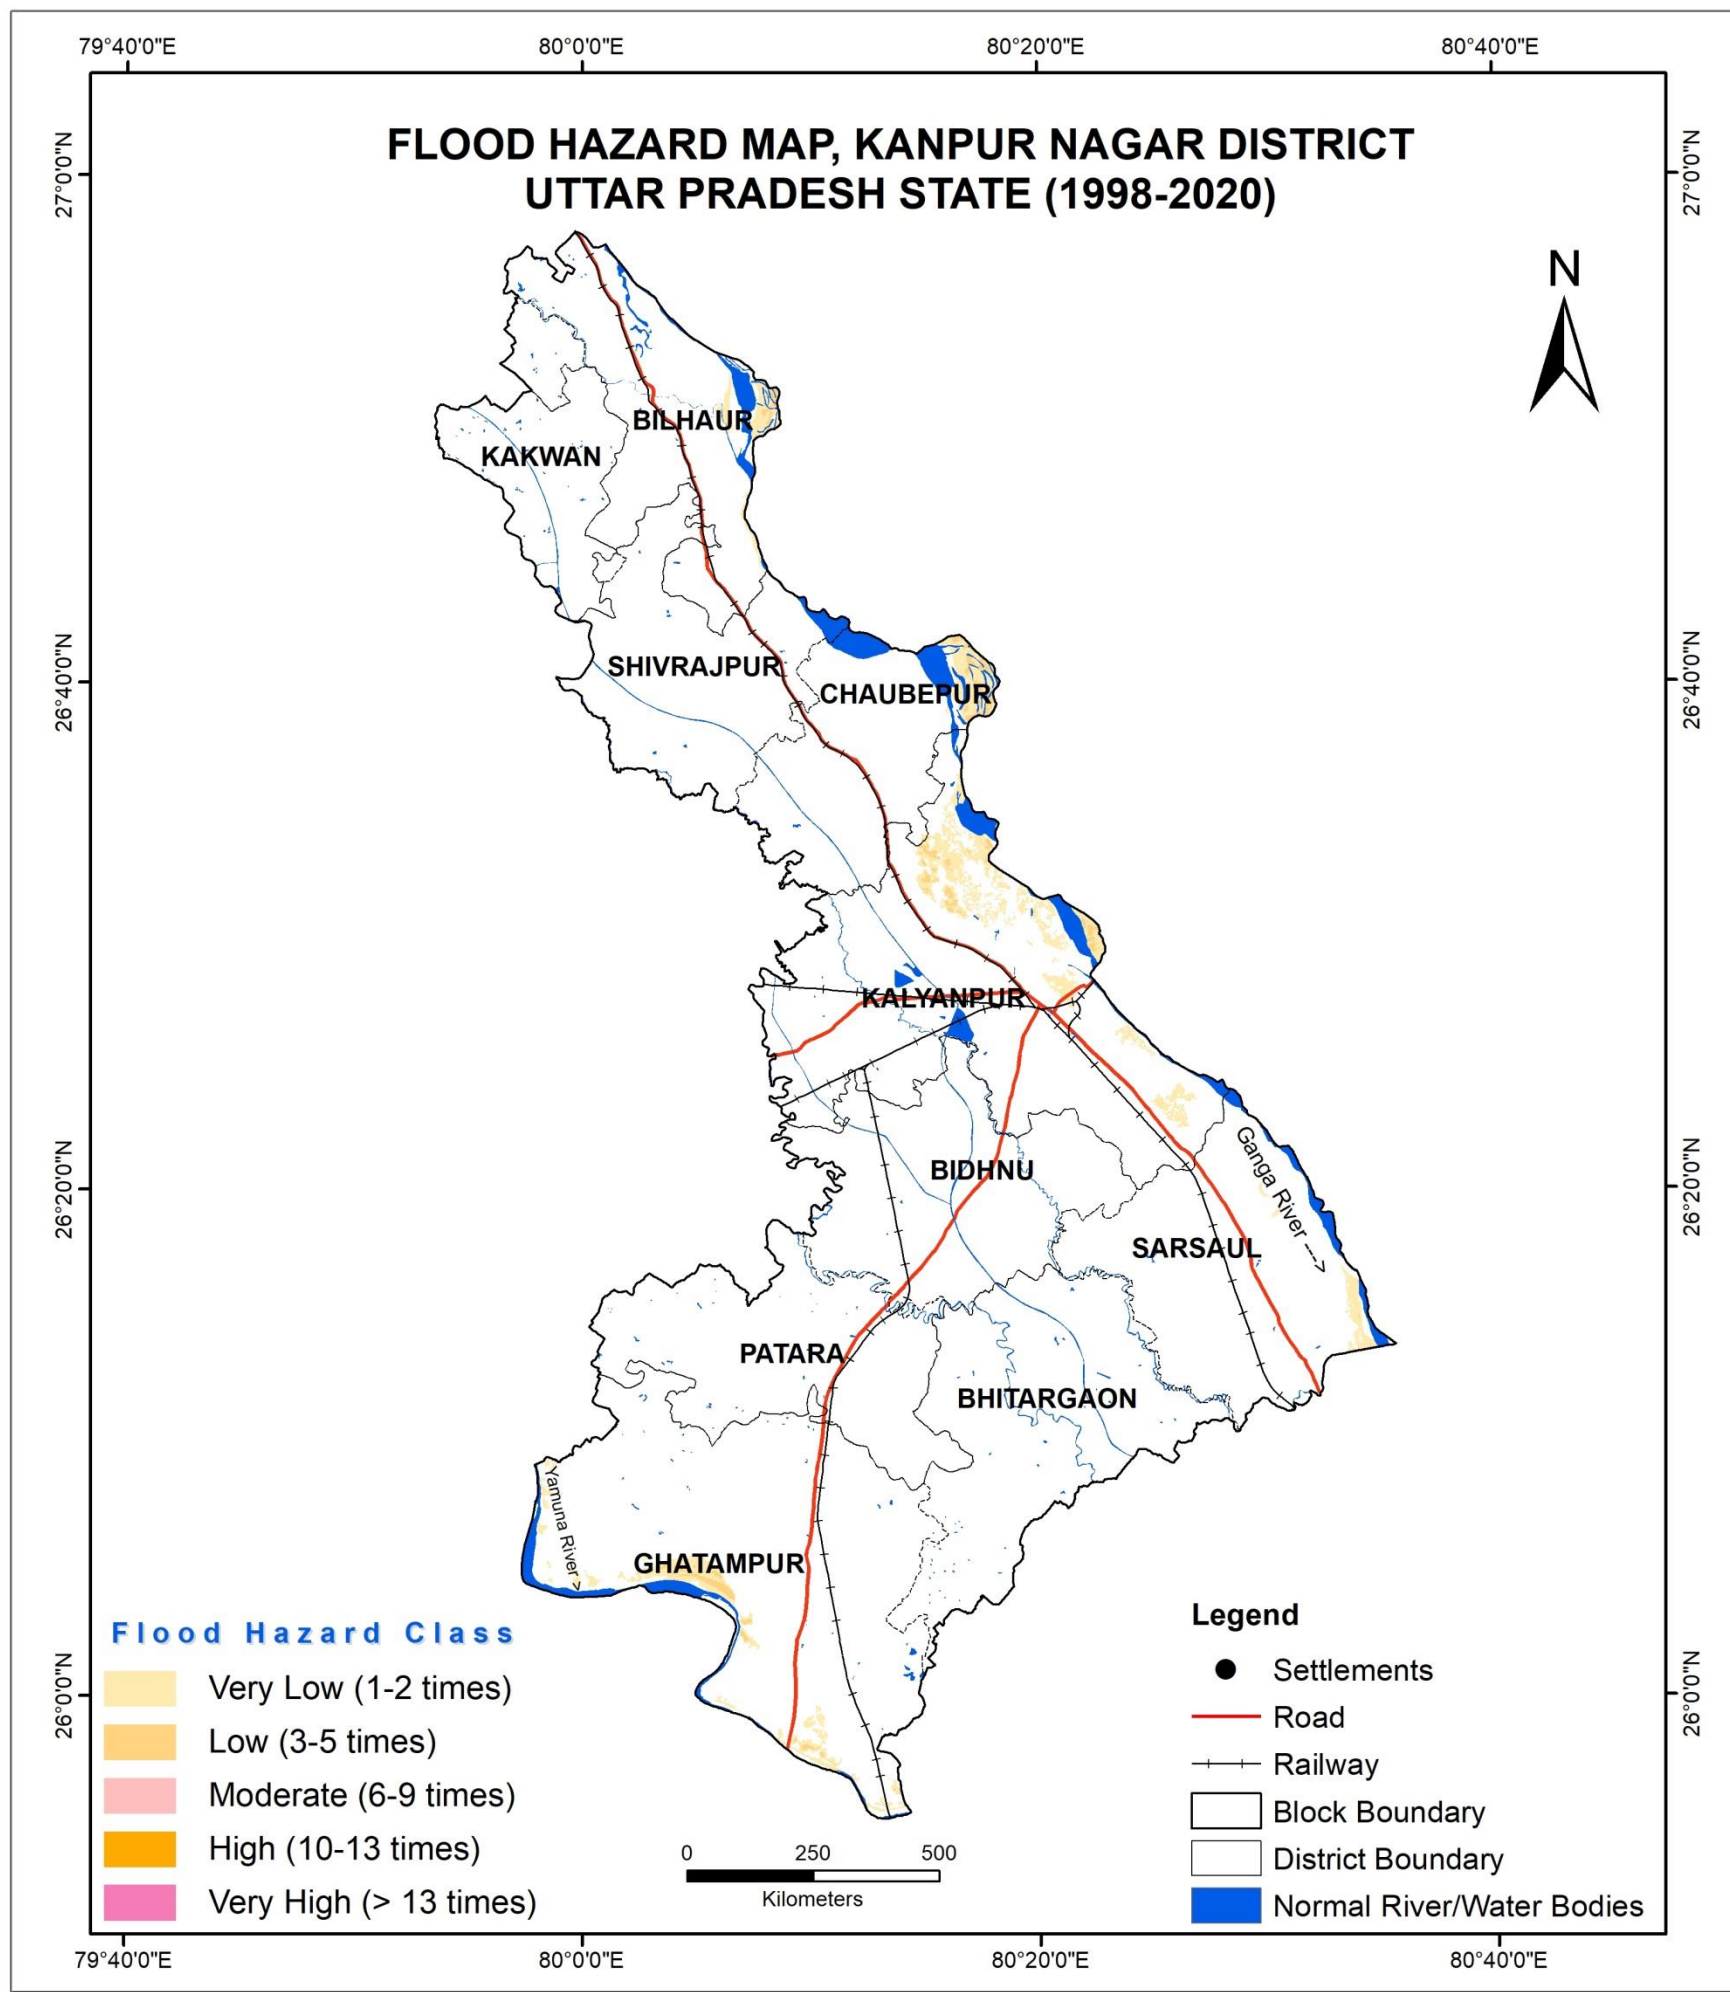 79°40'0"E 80°0'0"E 80°20'0"E 80°40'0"E
FLOOD HAZARD MAP, KANPUR NAGAR DISTRICT
UTTAR PRADESH STATE (1998-2020)
27°0'0"N
27°0'0"N
N
BILHAUR
KAKWAN
SHIVRAJPUR
26°40'0"N
26°40'0"N
CHAUBEPUR
KALYANPUR
BIDHNU
26°20'0"N
26°20'0"N
Ganga River --->
SARSAUL
PATARA
BHITARGAON
Yamuna River>
GHATAMPUR
26°0'0"N
26°0'0"N
Flood Hazard Class
Very Low (1-2 times)
Low (3-5 times)
Moderate (6-9 times)
High (10-13 times)
Very High (> 13 times)
0 250 500
Kilometers
Legend
Settlements
Road
Railway
Block Boundary
District Boundary
Normal River/Water Bodies
79°40'0"E 80°0'0"E 80°20'0"E 80°40'0"E